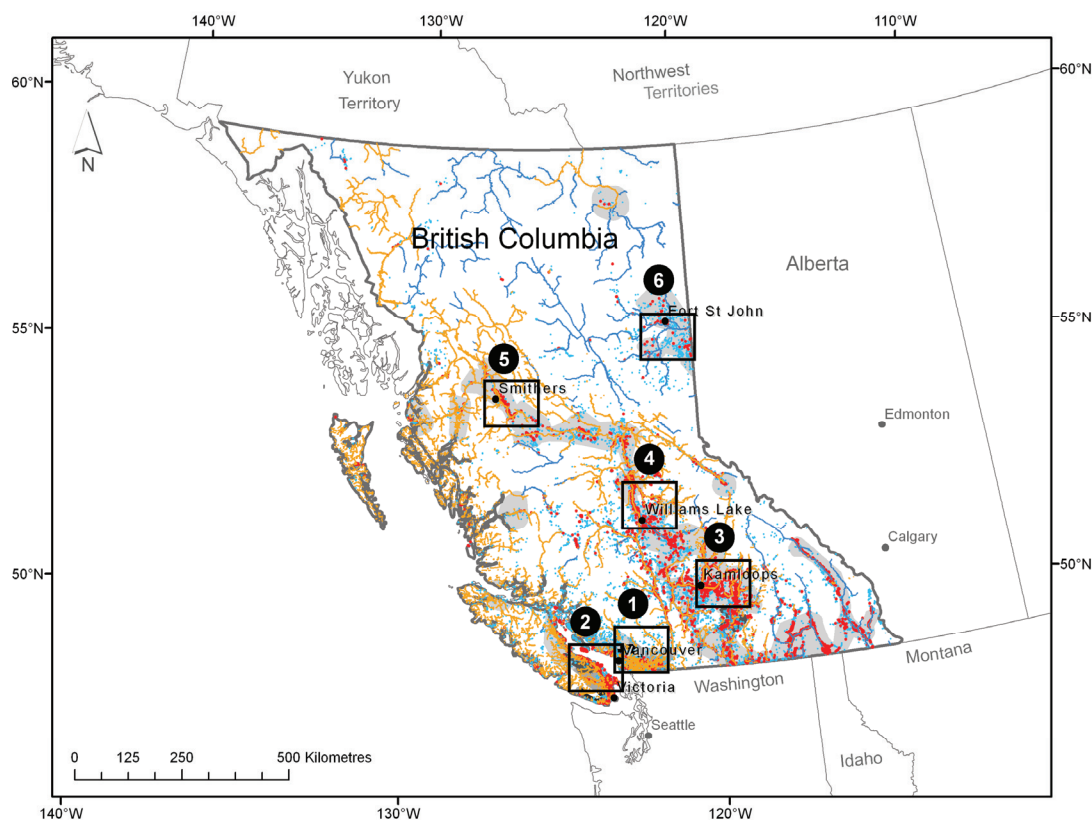 140°W
130°W
120°W
110°W
60°N
60°N
Yukon
Territory
Northwest
Territories
N
British Columbia
Alberta
6
Fort St John
55°N
55°N
5
Smithers
Edmonton
4
Williams Lake
3
Calgary
Kamloops
50°N
50°N
1
2
Vancouver
Montana
Washington
Victoria
Seattle
Idaho
0 125 250 500 Kilometres
140°W
130°W
120°W